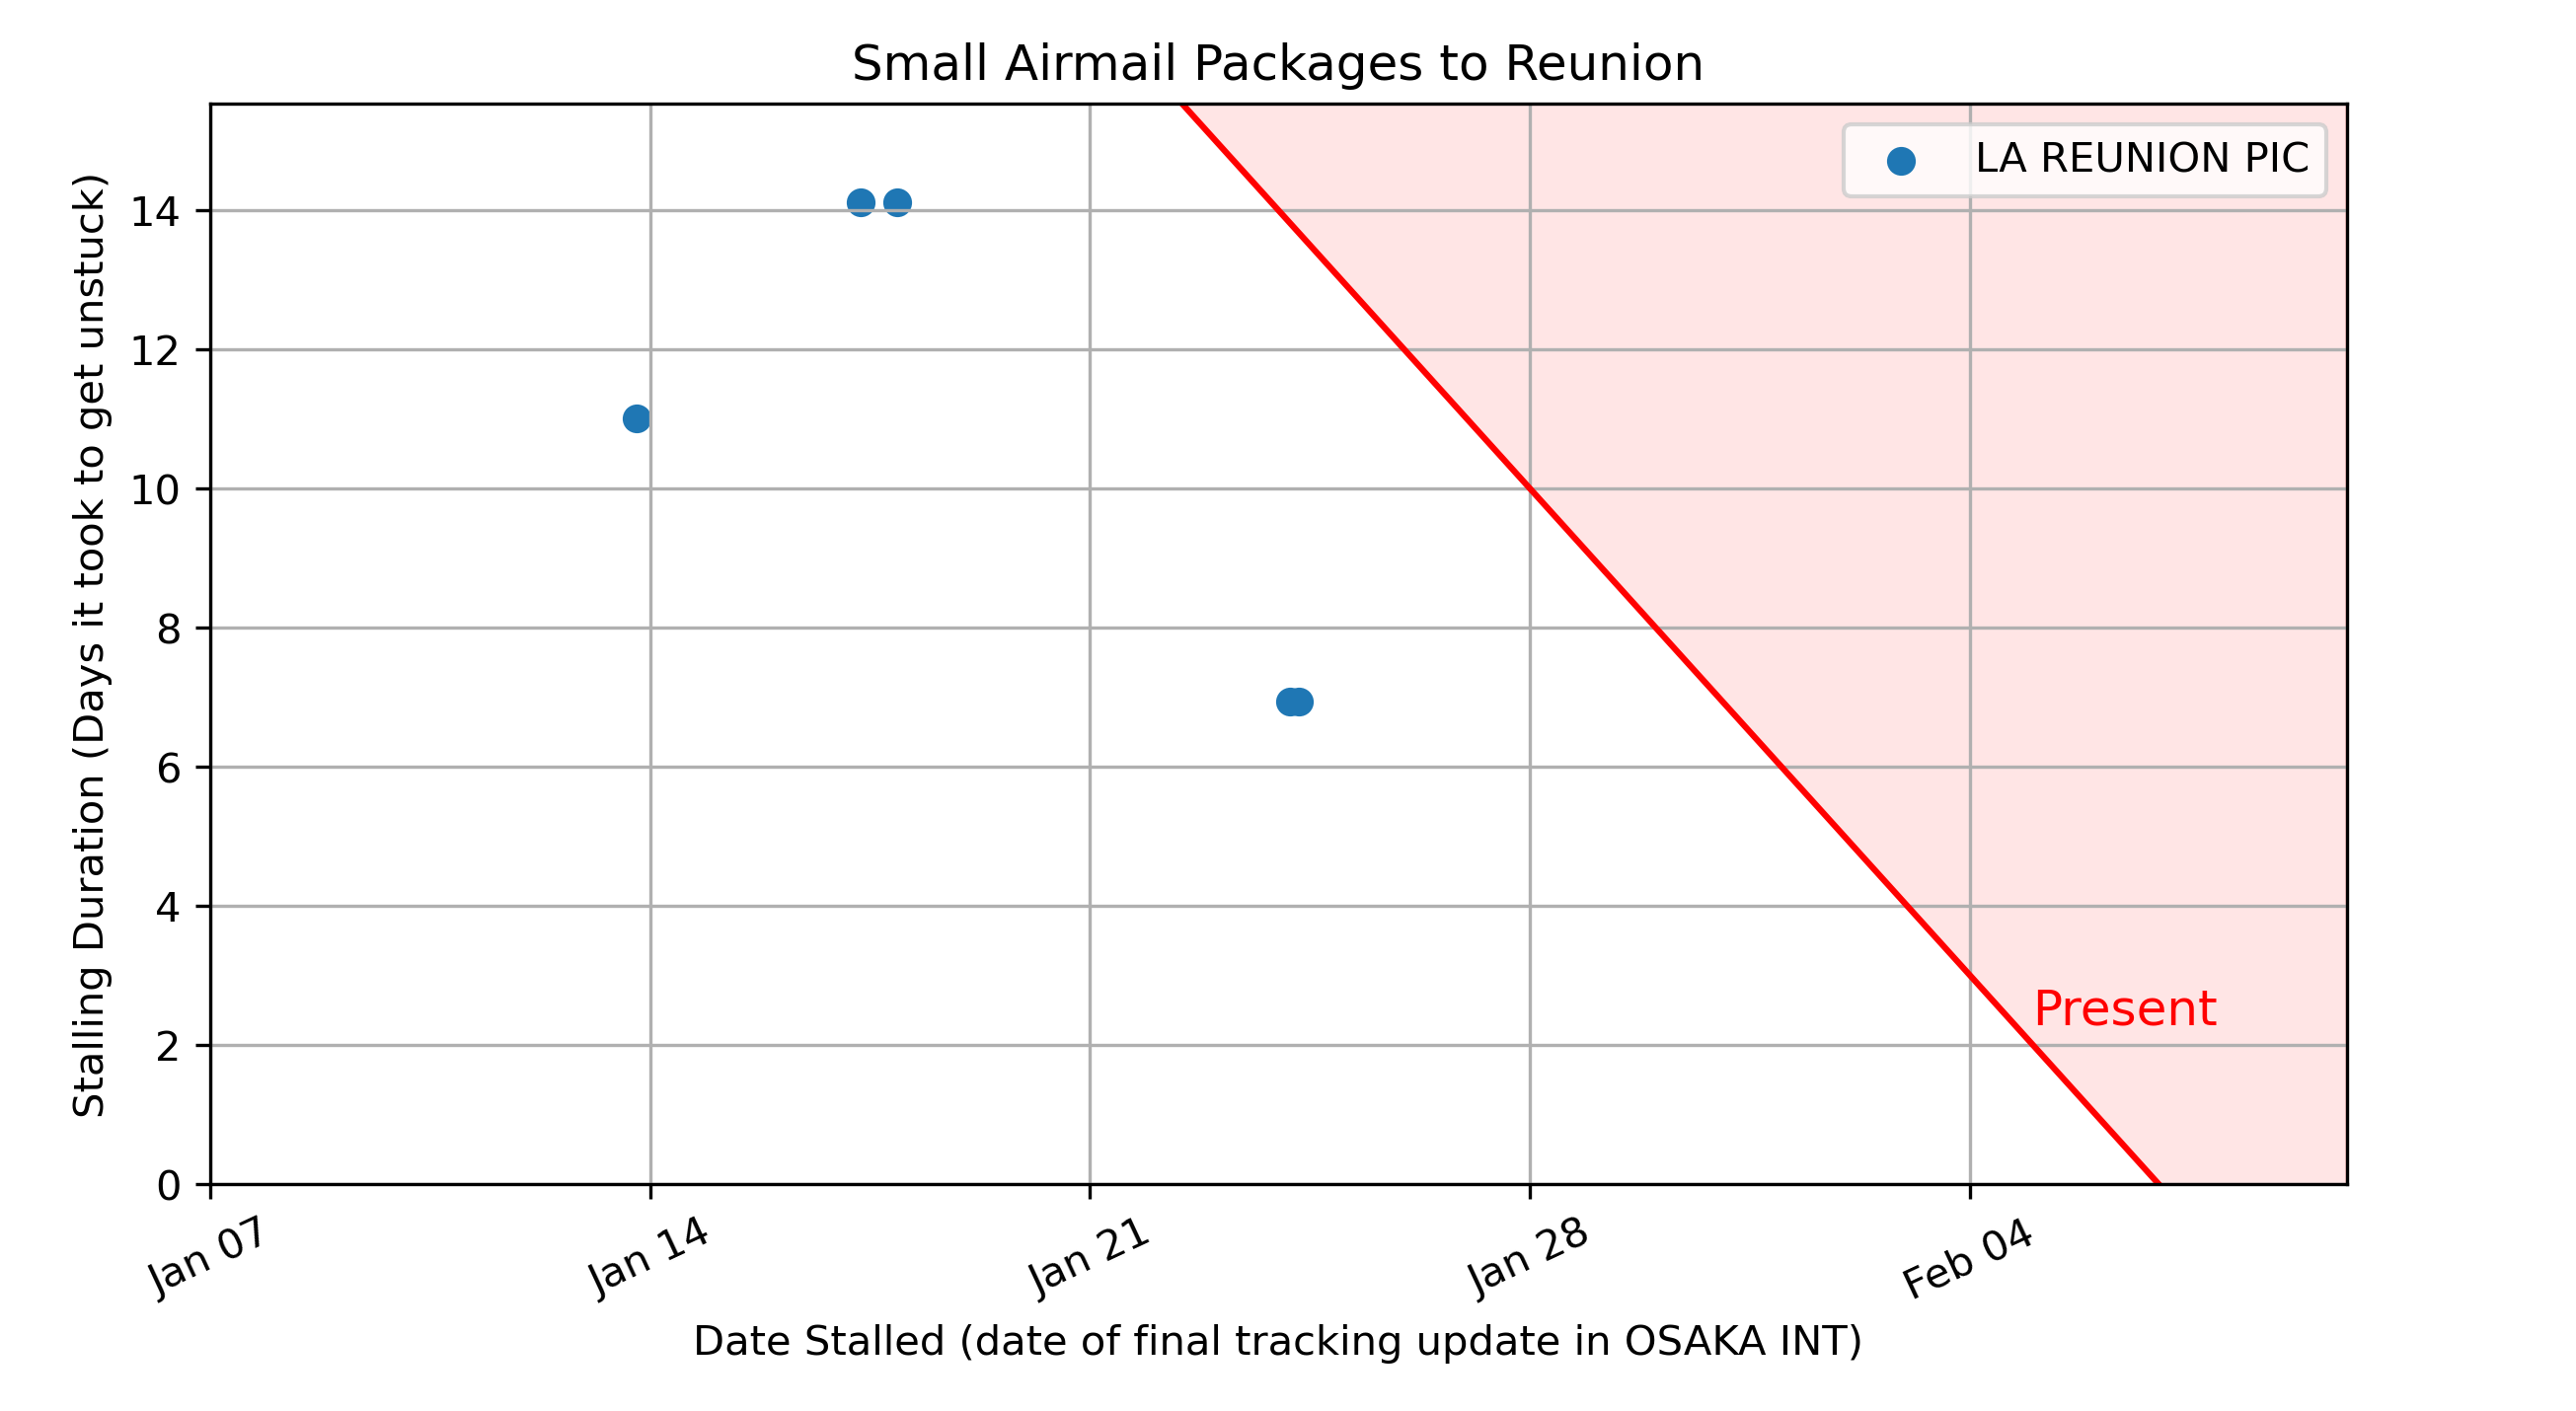 Small Airmail Packages to Reunion
LA REUNION PIC
Stalling Duration (Days it took to get unstuck)
14
12
10
8
6
4
2
0
Present
Jan 07
Jan 14
Jan 21
Jan 28
Feb 04
Date Stalled (date of final tracking update in OSAKA INT)